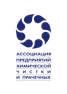 АССОЦИАЦИЯ
ПРЕДПРИЯТИЙ
ХИМИЧЕСКОЙ
ЧИСТКИ
И ПРАЧЕЧНЫХ